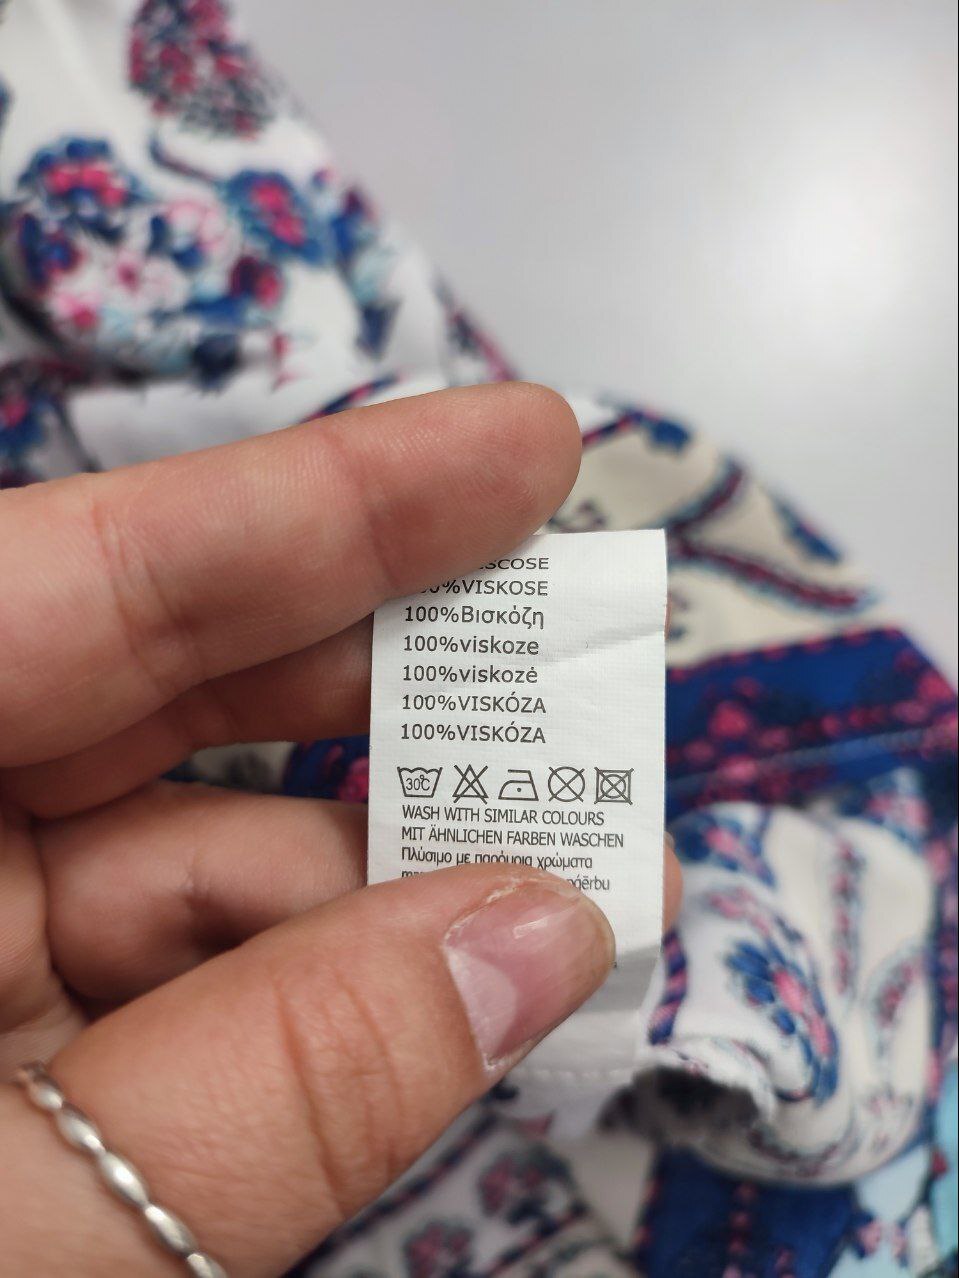 100%VISKOSE
100%Βισκόζη
100%viskoze
100%viskozė
100%VISKÓZA
100%VISKÓZA
30°C
WASH WITH SIMILAR COLOURS
MIT ÄHNLICHEN FARBEN WASCHEN
Πλύσιμο με παρόμοια χρώματα